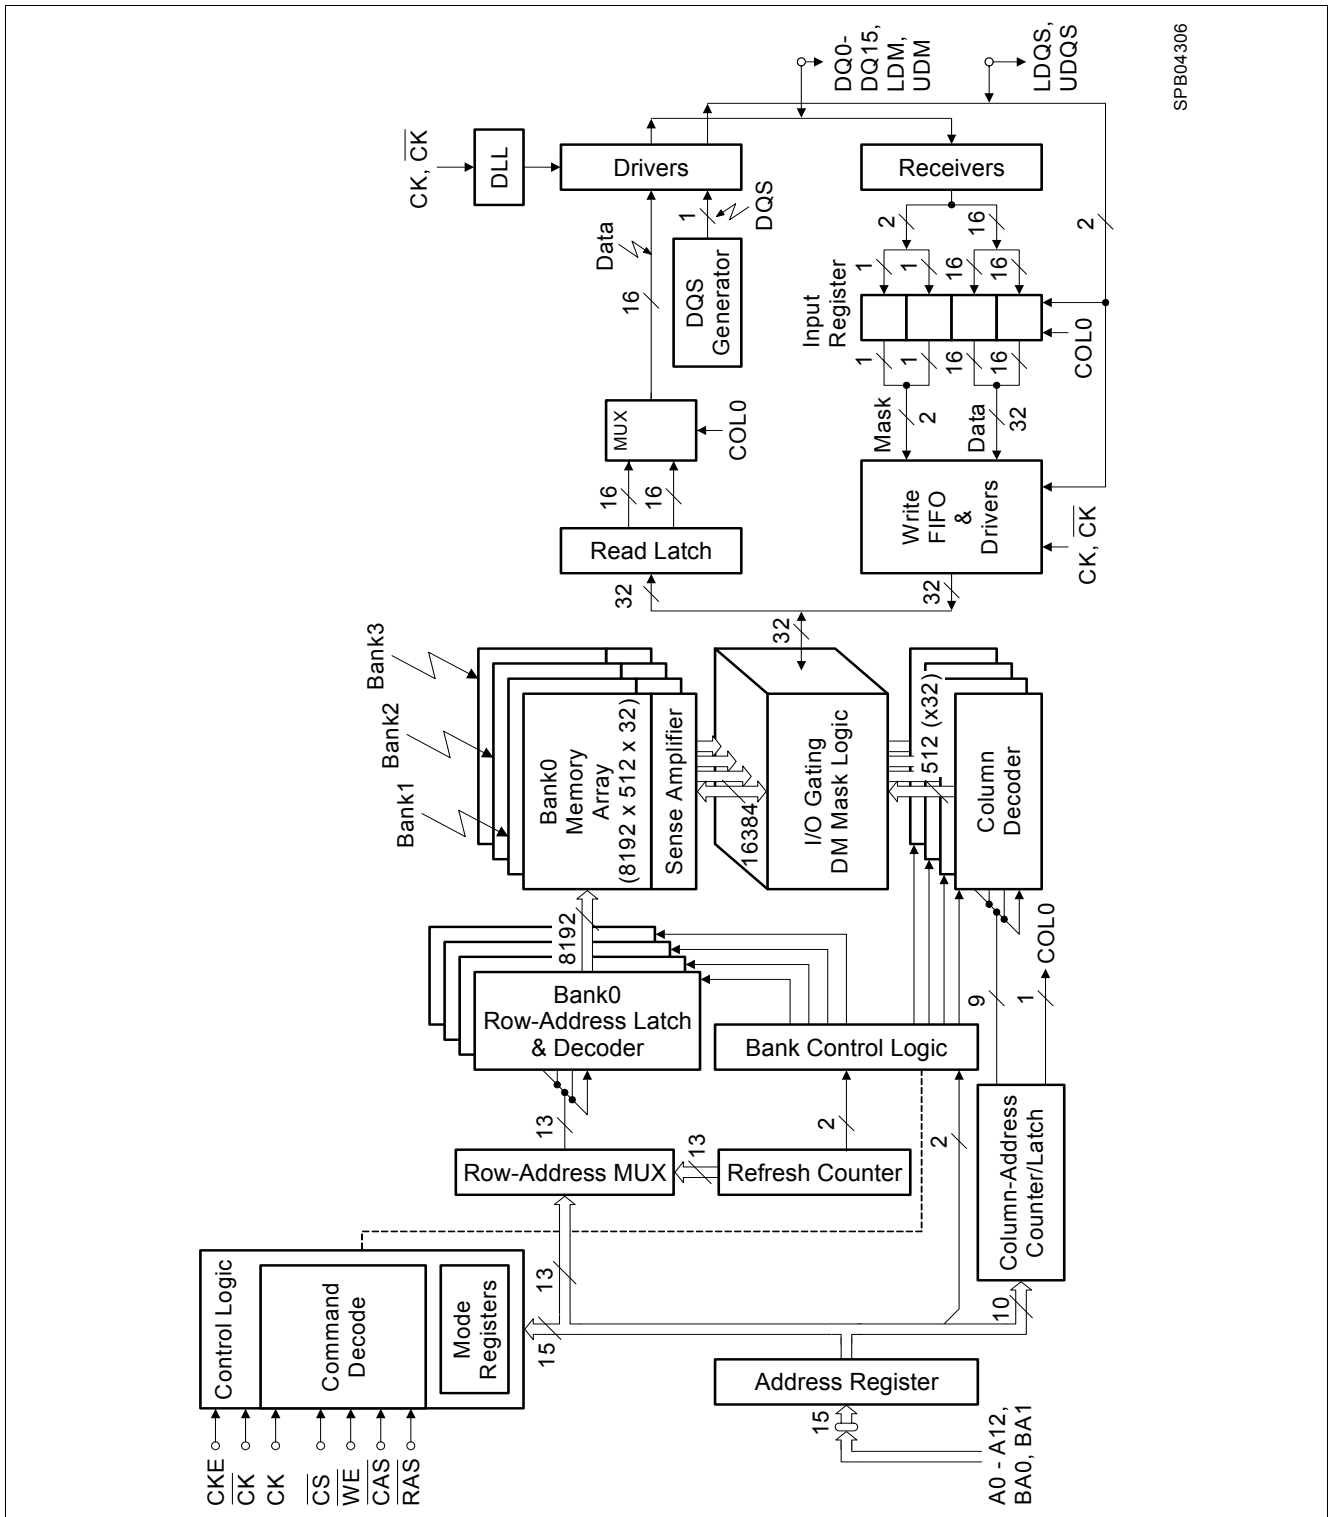 CKE
CK
CK
CS
WE
CAS
RAS
Control Logic
Command
Decode
Mode
Registers
15
A0 - A12,
BA0, BA1
15
Address Register
13
10
2
Row-Address MUX
13
Refresh Counter
2
13
Column-Address
Counter/Latch
9
1
COL0
Bank0
Row-Address Latch
& Decoder
Bank Control Logic
8192
Bank1
Bank2
Bank3
Bank0
Memory
Array
(8192 x 512 x 32)
Sense Amplifier
16384
I/O Gating
DM Mask Logic
512 (x32)
Column
Decoder
32
32
32
Read Latch
16
16
MUX
COL0
16
Data
DQS
Generator
1
DQS
CK, CK
DLL
Drivers
Write
FIFO
&
Drivers
CK, CK
Mask
2
Data
32
1
1
16
16
Input
Register
COL0
1
1
16
16
2
16
Receivers
2
DQ0-
DQ15,
LDM,
UDM
LDQS,
UDQS
SPB04306